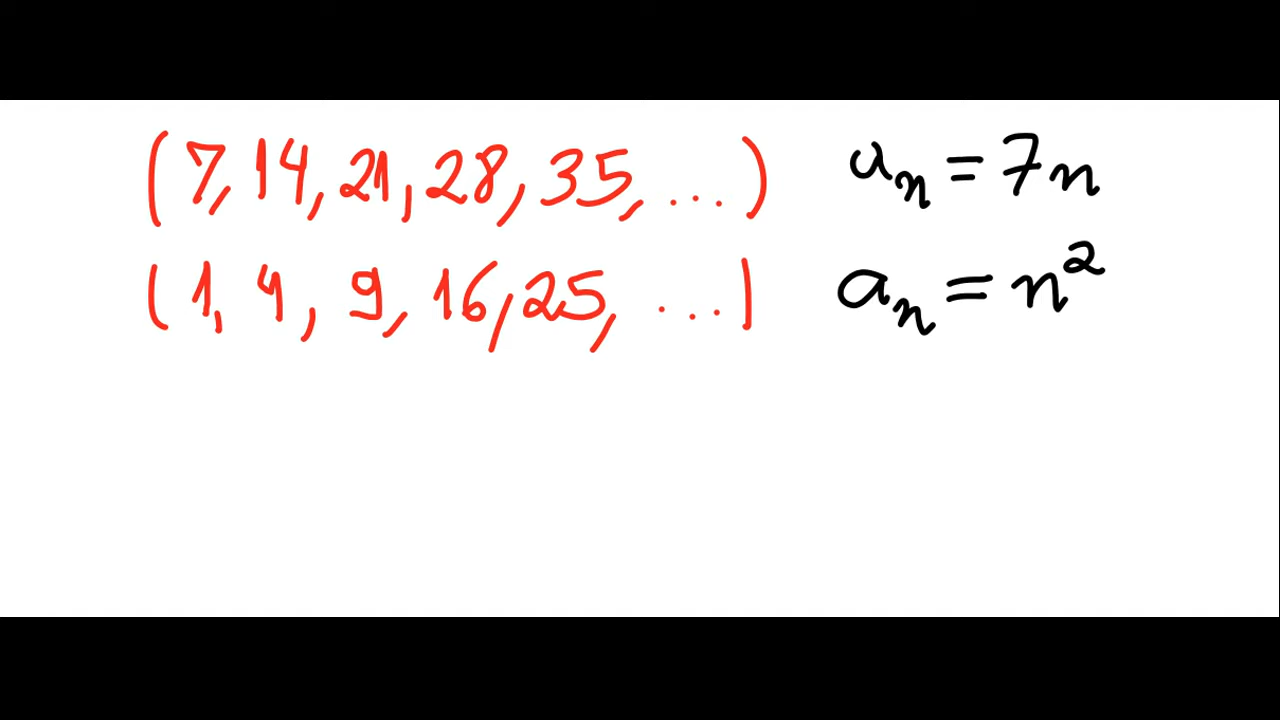 (7, 14, 21, 28, 35, ...) aₙ = 7n
(1, 4, 9, 16, 25, ...) aₙ = n²